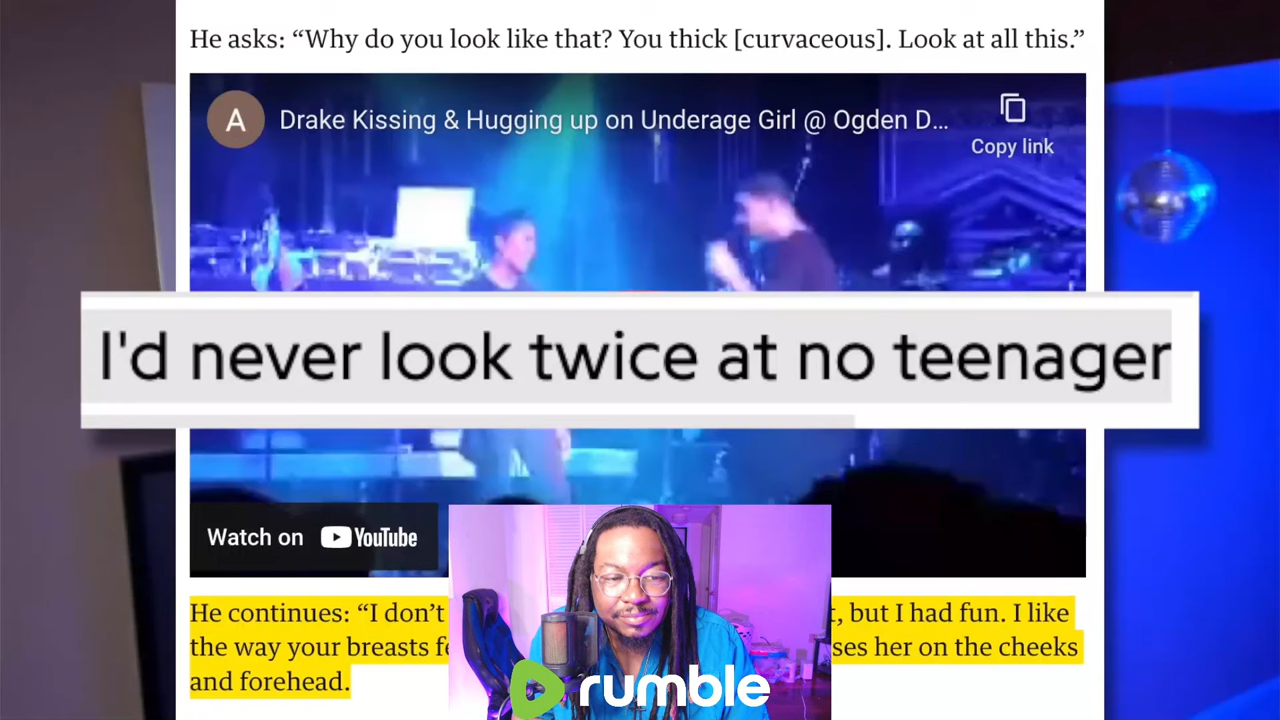 He asks: “Why do you look like that? You thick [curvaceous]. Look at all this.”
A
Drake Kissing & Hugging up on Underage Girl @ Ogden D...
Copy link
I'd never look twice at no teenager
Watch on YouTube
He continues: “I don’t , but I had fun. I like
the way your breasts her on the cheeks
and forehead.
rumble